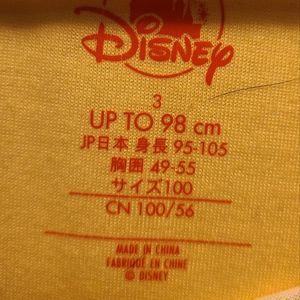 Disney
3
UP TO 98 cm
JP日本 身長 95-105
胸囲 49-55
サイズ100
CN 100/56
MADE IN CHINA
FABRIQUÉ EN CHINE
© DISNEY